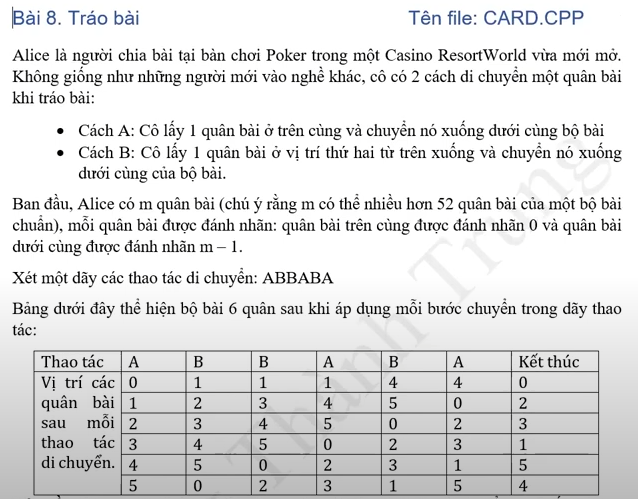 Bài 8. Tráo bài Tên file: CARD.CPP
Alice là người chia bài tại bàn chơi Poker trong một Casino ResortWorld vừa mới mở.
Không giống như những người mới vào nghề khác, cô có 2 cách di chuyển một quân bài
khi tráo bài:
• Cách A: Cô lấy 1 quân bài ở trên cùng và chuyển nó xuống dưới cùng bộ bài
• Cách B: Cô lấy 1 quân bài ở vị trí thứ hai từ trên xuống và chuyển nó xuống
dưới cùng của bộ bài.
Ban đầu, Alice có m quân bài (chú ý rằng m có thể nhiều hơn 52 quân bài của một bộ bài
chuẩn), mỗi quân bài được đánh nhãn: quân bài trên cùng được đánh nhãn 0 và quân bài
dưới cùng được đánh nhãn m – 1.
Xét một dãy các thao tác di chuyển: ABBABA
Bảng dưới đây thể hiện bộ bài 6 quân sau khi áp dụng mỗi bước chuyển trong dãy thao
tác:
Thao tác A B B A B A Kết thúc
Vị trí các 0 1 1 1 4 4 0
quân bài 1 2 3 4 5 0 2
sau mỗi 2 3 4 5 0 2 3
thao tác 3 4 5 0 2 3 1
di chuyển. 4 5 0 2 3 1 5
5 0 2 3 1 5 4
Thành Trung